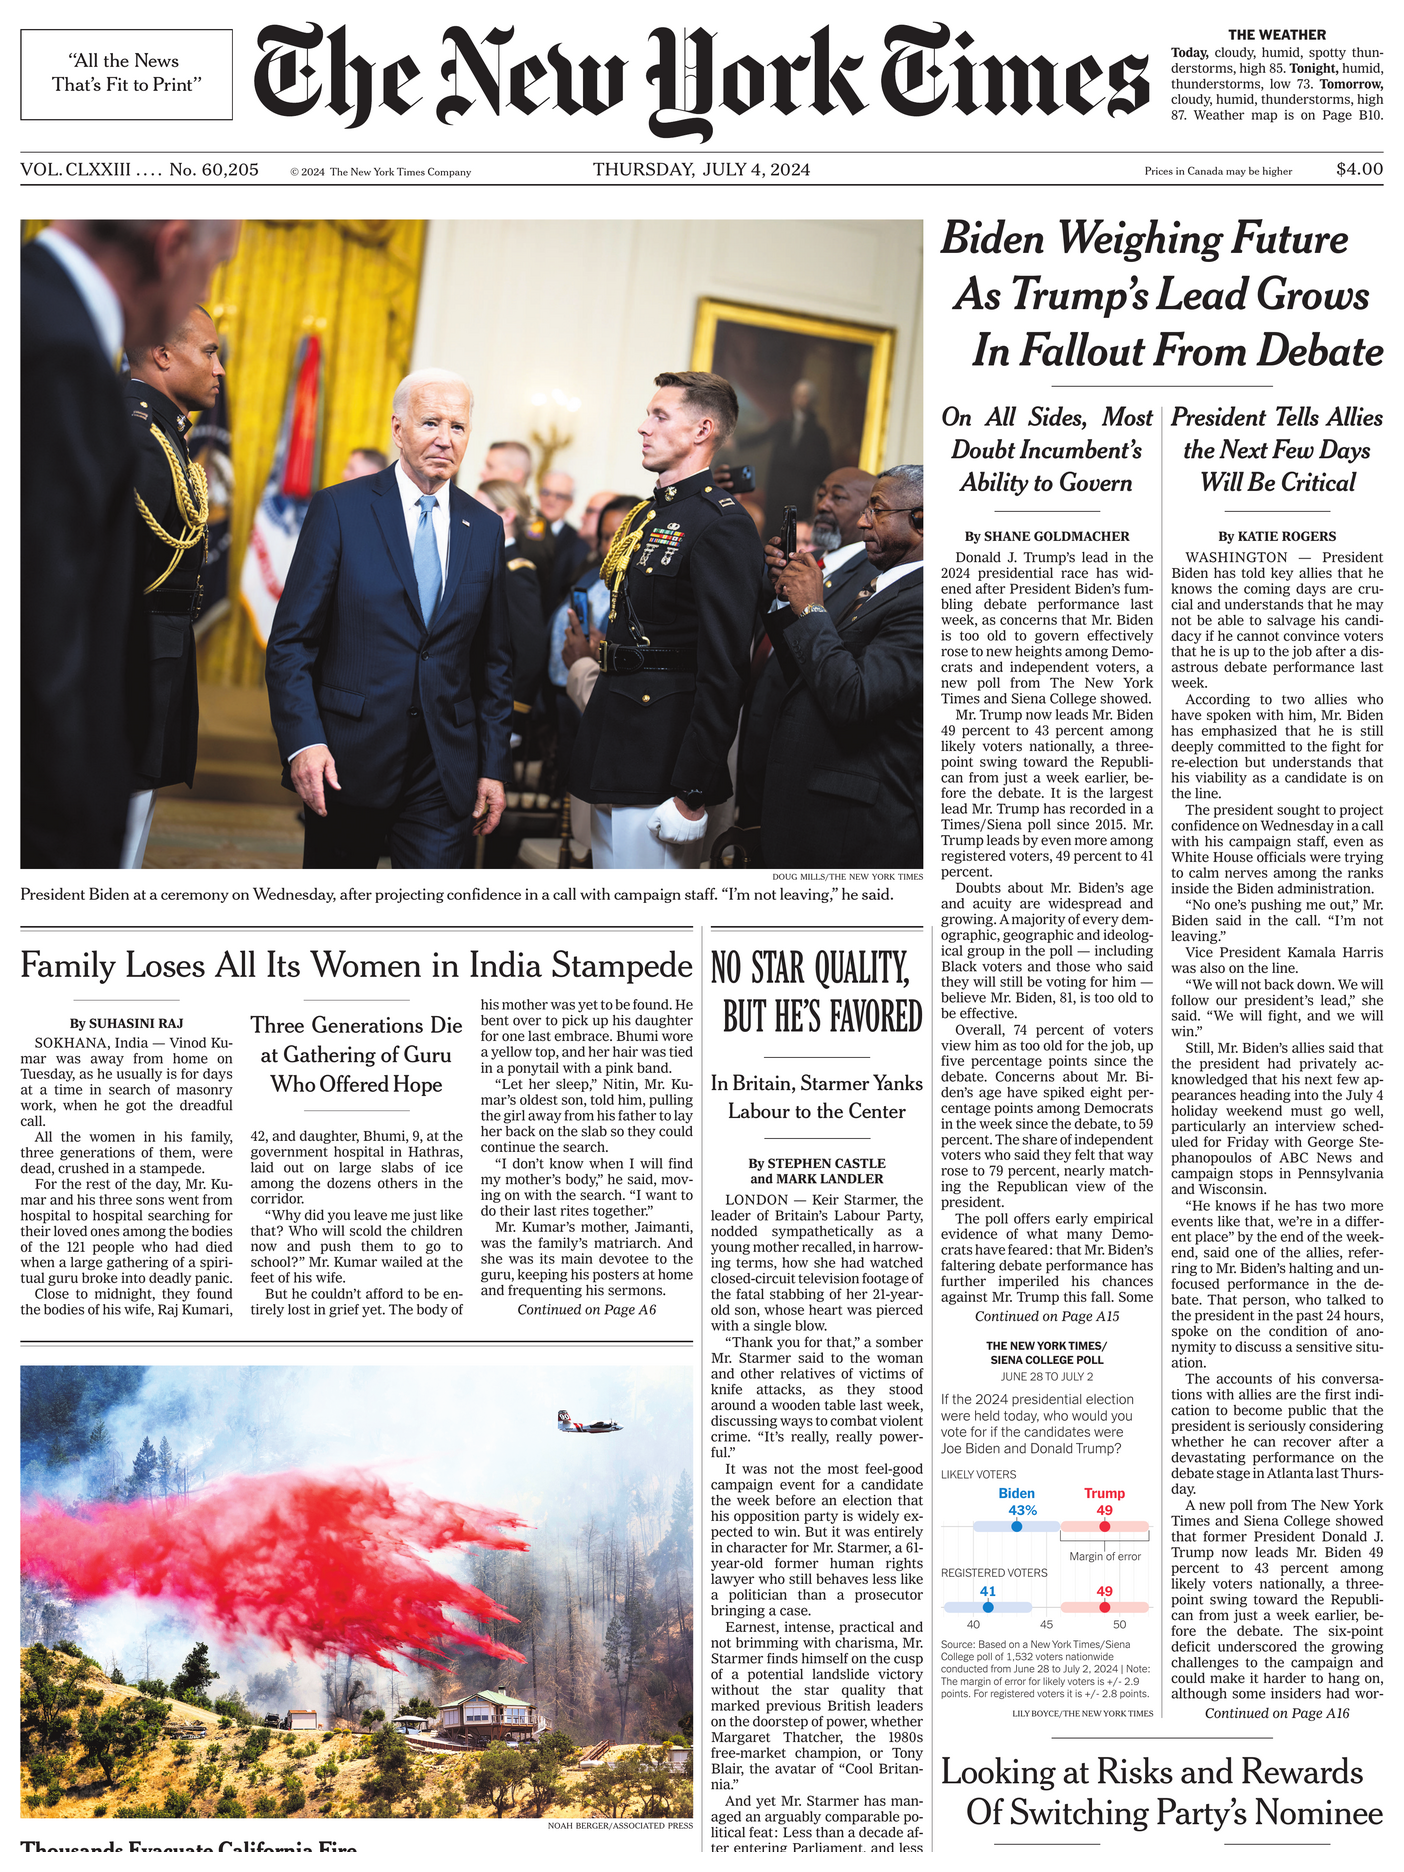 “All the News
That’s Fit to Print”
The New York Times
THE WEATHER
Today, cloudy, humid, spotty thun-
derstorms, high 85. Tonight, humid,
thunderstorms, low 73. Tomorrow,
cloudy, humid, thunderstorms, high
87. Weather map is on Page B10.
VOL. CLXXIII .... No. 60,205
© 2024 The New York Times Company
THURSDAY, JULY 4, 2024
Prices in Canada may be higher
$4.00
DOUG MILLS/THE NEW YORK TIMES
President Biden at a ceremony on Wednesday, after projecting confidence in a call with campaign staff. “I’m not leaving,” he said.
Biden Weighing Future
As Trump’s Lead Grows
In Fallout From Debate
On All Sides, Most
Doubt Incumbent’s
Ability to Govern
By SHANE GOLDMACHER
Donald J. Trump’s lead in the
2024 presidential race has wid-
ened after President Biden’s fum-
bling debate performance last
week, as concerns that Mr. Biden
is too old to govern effectively
rose to new heights among Demo-
crats and independent voters, a
new poll from The New York
Times and Siena College showed.
Mr. Trump now leads Mr. Biden
49 percent to 43 percent among
likely voters nationally, a three-
point swing toward the Republi-
can from just a week earlier, be-
fore the debate. It is the largest
lead Mr. Trump has recorded in a
Times/Siena poll since 2015. Mr.
Trump leads by even more among
registered voters, 49 percent to 41
percent.
Doubts about Mr. Biden’s age
and acuity are widespread and
growing. A majority of every dem-
ographic, geographic and ideolog-
ical group in the poll — including
Black voters and those who said
they will still be voting for him —
believe Mr. Biden, 81, is too old to
be effective.
Overall, 74 percent of voters
view him as too old for the job, up
five percentage points since the
debate. Concerns about Mr. Bi-
den’s age have spiked eight per-
centage points among Democrats
in the week since the debate, to 59
percent. The share of independent
voters who said they felt that way
rose to 79 percent, nearly match-
ing the Republican view of the
president.
The poll offers early empirical
evidence of what many Demo-
crats have feared: that Mr. Biden’s
faltering debate performance has
further imperiled his chances
against Mr. Trump this fall. Some
Continued on Page A15
THE NEW YORK TIMES/
SIENA COLLEGE POLL
JUNE 28 TO JULY 2
If the 2024 presidential election
were held today, who would you
vote for if the candidates were
Joe Biden and Donald Trump?
LIKELY VOTERS
Biden
Trump
43%
49
Margin of error
REGISTERED VOTERS
41
49
40
45
50
Source: Based on a New York Times/Siena
College poll of 1,532 voters nationwide
conducted from June 28 to July 2, 2024 | Note:
The margin of error for likely voters is +/- 2.9
points. For registered voters it is +/- 2.8 points.
LILY BOYCE/THE NEW YORK TIMES
President Tells Allies
the Next Few Days
Will Be Critical
By KATIE ROGERS
WASHINGTON — President
Biden has told key allies that he
knows the coming days are cru-
cial and understands that he may
not be able to salvage his candi-
dacy if he cannot convince voters
that he is up to the job after a dis-
astrous debate performance last
week.
According to two allies who
have spoken with him, Mr. Biden
has emphasized that he is still
deeply committed to the fight for
re-election but understands that
his viability as a candidate is on
the line.
The president sought to project
confidence on Wednesday in a call
with his campaign staff, even as
White House officials were trying
to calm nerves among the ranks
inside the Biden administration.
“No one’s pushing me out,” Mr.
Biden said in the call. “I’m not
leaving.”
Vice President Kamala Harris
was also on the line.
“We will not back down. We will
follow our president’s lead,” she
said. “We will fight, and we will
win.”
Still, Mr. Biden’s allies said that
the president had privately ac-
knowledged that his next few ap-
pearances heading into the July 4
holiday weekend must go well,
particularly an interview sched-
uled for Friday with George Ste-
phanopoulos of ABC News and
campaign stops in Pennsylvania
and Wisconsin.
“He knows if he has two more
events like that, we’re in a differ-
ent place” by the end of the week-
end, said one of the allies, refer-
ring to Mr. Biden’s halting and un-
focused performance in the de-
bate. That person, who talked to
the president in the past 24 hours,
spoke on the condition of ano-
nymity to discuss a sensitive situ-
ation.
The accounts of his conversa-
tions with allies are the first indi-
cation to become public that the
president is seriously considering
whether he can recover after a
devastating performance on the
debate stage in Atlanta last Thurs-
day.
A new poll from The New York
Times and Siena College showed
that former President Donald J.
Trump now leads Mr. Biden 49
percent to 43 percent among
likely voters nationally, a three-
point swing toward the Republi-
can from just a week earlier, be-
fore the debate. The six-point
deficit underscored the growing
challenges to the campaign and
could make it harder to hang on,
although some insiders had wor-
Continued on Page A16
Looking at Risks and Rewards
Of Switching Party’s Nominee
Family Loses All Its Women in India Stampede
By SUHASINI RAJ
SOKHANA, India — Vinod Ku-
mar was away from home on
Tuesday, as he usually is for days
at a time in search of masonry
work, when he got the dreadful
call.
All the women in his family,
three generations of them, were
dead, crushed in a stampede.
For the rest of the day, Mr. Ku-
mar and his three sons went from
hospital to hospital searching for
their loved ones among the bodies
of the 121 people who had died
when a large gathering of a spiri-
tual guru broke into deadly panic.
Close to midnight, they found
the bodies of his wife, Raj Kumari,
Three Generations Die
at Gathering of Guru
Who Offered Hope
42, and daughter, Bhumi, 9, at the
government hospital in Hathras,
laid out on large slabs of ice
among the dozens others in the
corridor.
“Why did you leave me just like
that? Who will scold the children
now and push them to go to
school?” Mr. Kumar wailed at the
feet of his wife.
But he couldn’t afford to be en-
tirely lost in grief yet. The body of
his mother was yet to be found. He
bent over to pick up his daughter
for one last embrace. Bhumi wore
a yellow top, and her hair was tied
in a ponytail with a pink band.
“Let her sleep,” Nitin, Mr. Ku-
mar’s oldest son, told him, pulling
the girl away from his father to lay
her back on the slab so they could
continue the search.
“I don’t know when I will find
my mother’s body,” he said, mov-
ing on with the search. “I want to
do their last rites together.”
Mr. Kumar’s mother, Jaimanti,
was the family’s matriarch. And
she was its main devotee to the
guru, keeping his posters at home
and frequenting his sermons.
Continued on Page A6
NO STAR QUALITY,
BUT HE’S FAVORED
In Britain, Starmer Yanks
Labour to the Center
By STEPHEN CASTLE
and MARK LANDLER
LONDON — Keir Starmer, the
leader of Britain’s Labour Party,
nodded sympathetically as a
young mother recalled, in harrow-
ing terms, how she had watched
closed-circuit television footage of
the fatal stabbing of her 21-year-
old son, whose heart was pierced
with a single blow.
“Thank you for that,” a somber
Mr. Starmer said to the woman
and other relatives of victims of
knife attacks, as they stood
around a wooden table last week,
discussing ways to combat violent
crime. “It’s really, really power-
ful.”
It was not the most feel-good
campaign event for a candidate
the week before an election that
his opposition party is widely ex-
pected to win. But it was entirely
in character for Mr. Starmer, a 61-
year-old former human rights
lawyer who still behaves less like
a politician than a prosecutor
bringing a case.
Earnest, intense, practical and
not brimming with charisma, Mr.
Starmer finds himself on the cusp
of a potential landslide victory
without the star quality that
marked previous British leaders
on the doorstep of power, whether
Margaret Thatcher, the 1980s
free-market champion, or Tony
Blair, the avatar of “Cool Britan-
nia.”
And yet Mr. Starmer has man-
aged an arguably comparable po-
litical feat: Less than a decade af-
ter entering Parliament, and less
NOAH BERGER/ASSOCIATED PRESS
Thousands Evacuate California Fire